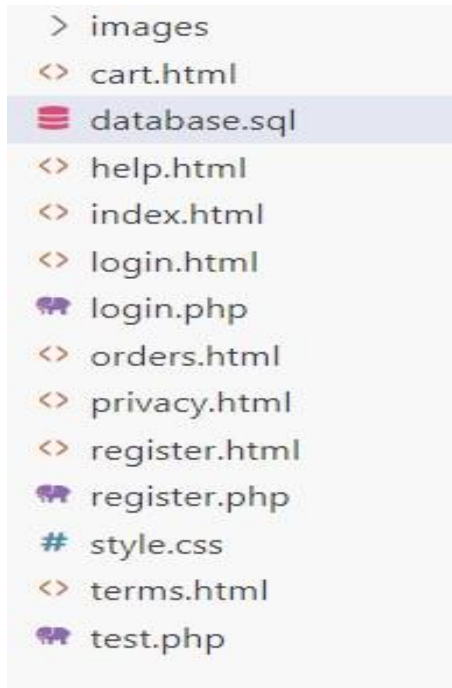 images
cart.html
database.sql
help.html
index.html
login.html
login.php
orders.html
privacy.html
register.html
register.php
style.css
terms.html
test.php